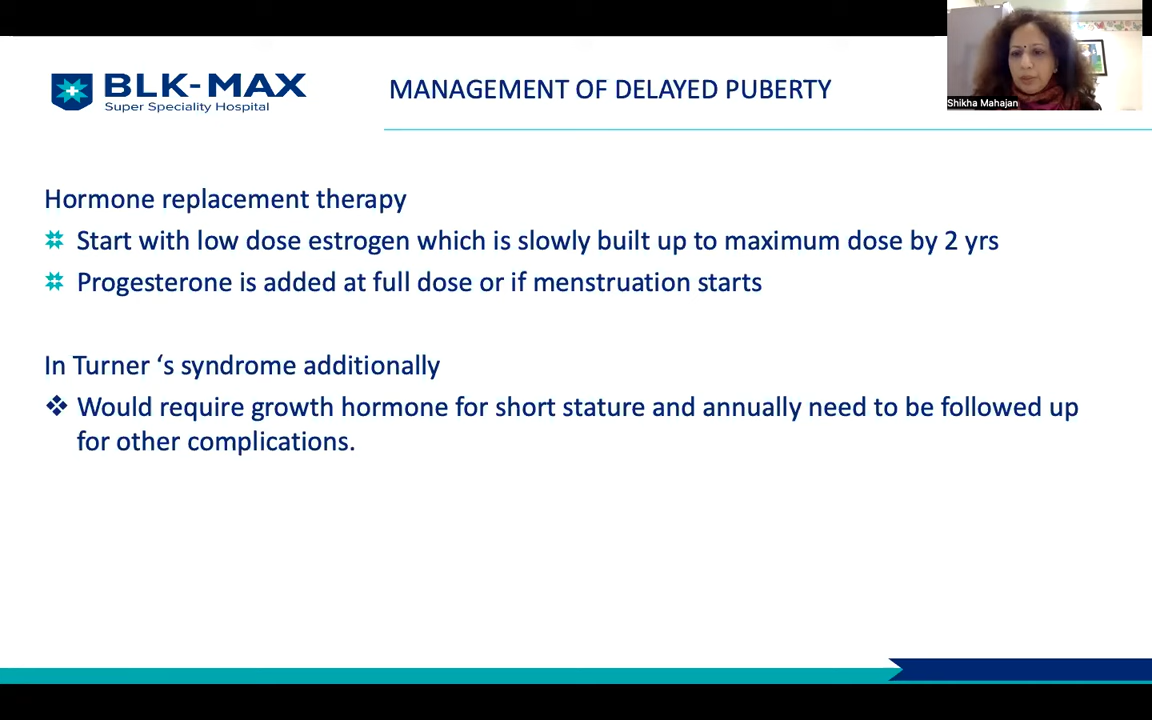 BLK-MAX
Super Speciality Hospital
MANAGEMENT OF DELAYED PUBERTY
Shikha Mahajan
Hormone replacement therapy
Start with low dose estrogen which is slowly built up to maximum dose by 2 yrs
Progesterone is added at full dose or if menstruation starts
In Turner ‘s syndrome additionally
Would require growth hormone for short stature and annually need to be followed up
for other complications.